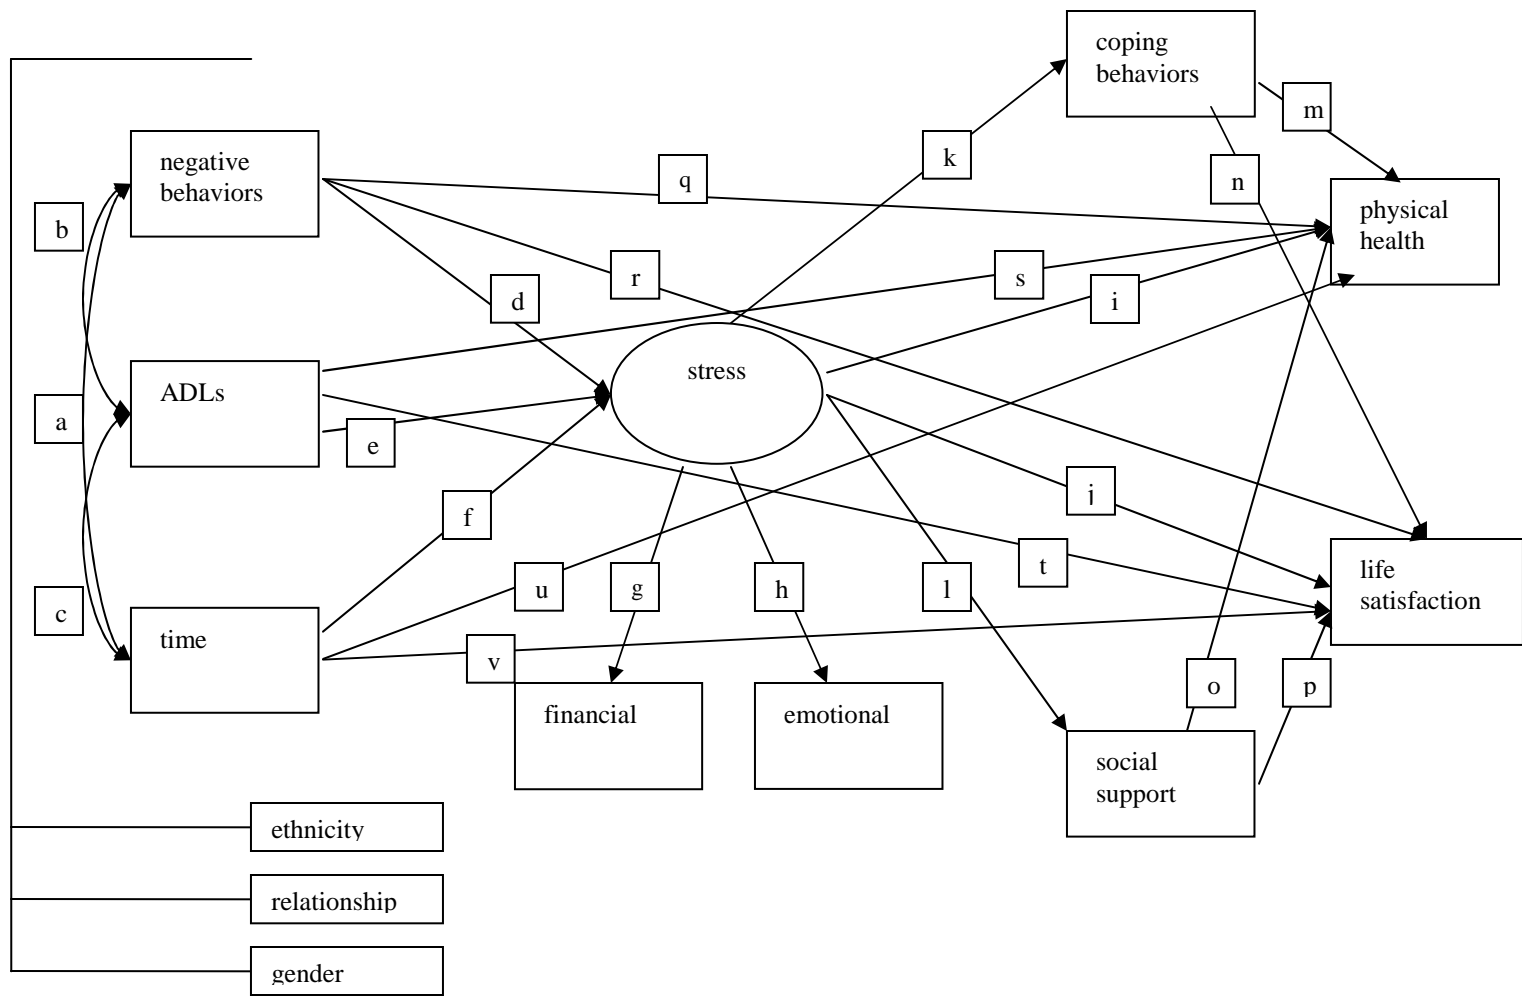 coping
behaviors
m
negative
behaviors
k
q
n
physical
health
b
r
s
i
d
stress
ADLs
a
e
j
f
t
life
satisfaction
u
g
h
l
c
time
v
o
p
financial
emotional
social
support
ethnicity
relationship
gender